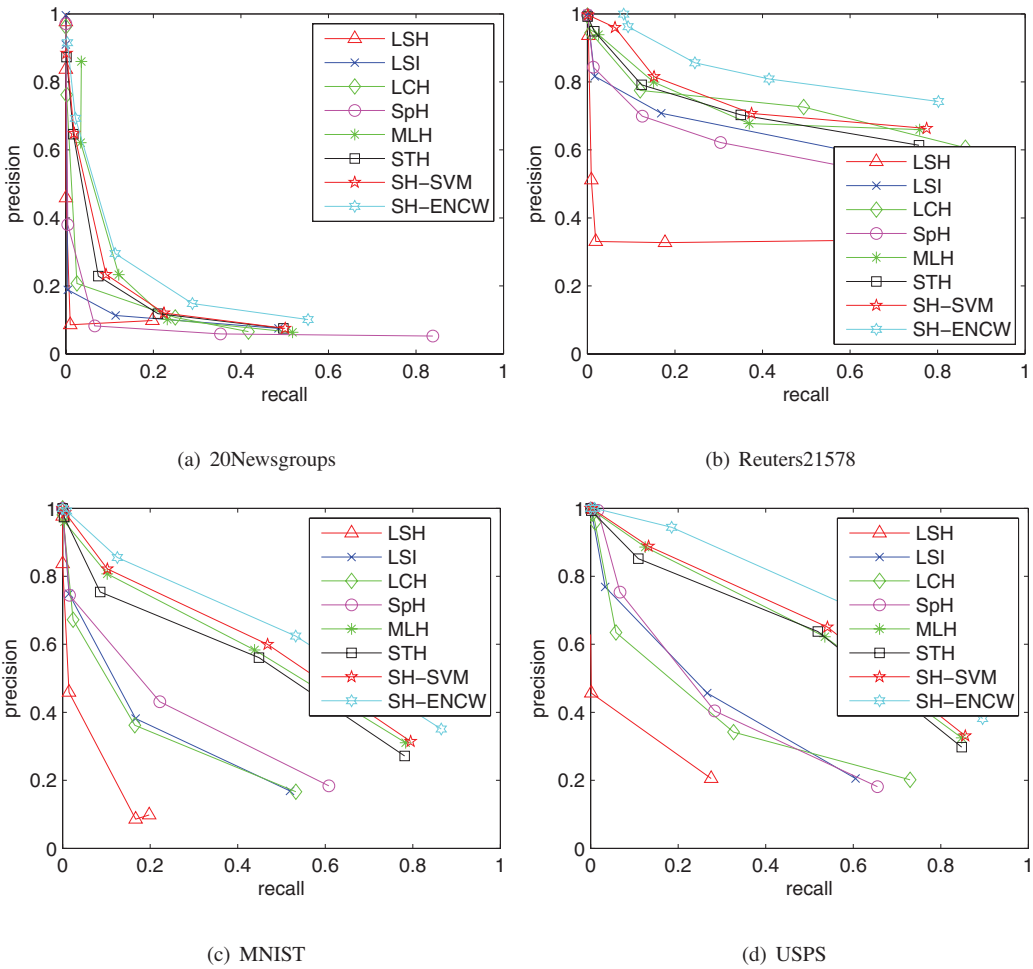 1
0.8
0.6
0.4
0.2
0
precision
0 0.2 0.4 0.6 0.8 1
recall
LSH
LSI
LCH
SpH
MLH
STH
SH-SVM
SH-ENCW
(a) 20Newsgroups
1
0.8
0.6
0.4
0.2
0
precision
0 0.2 0.4 0.6 0.8 1
recall
LSH
LSI
LCH
SpH
MLH
STH
SH-SVM
SH-ENCW
(b) Reuters21578
1
0.8
0.6
0.4
0.2
0
precision
0 0.2 0.4 0.6 0.8 1
recall
LSH
LSI
LCH
SpH
MLH
STH
SH-SVM
SH-ENCW
(c) MNIST
1
0.8
0.6
0.4
0.2
0
precision
0 0.2 0.4 0.6 0.8 1
recall
LSH
LSI
LCH
SpH
MLH
STH
SH-SVM
SH-ENCW
(d) USPS